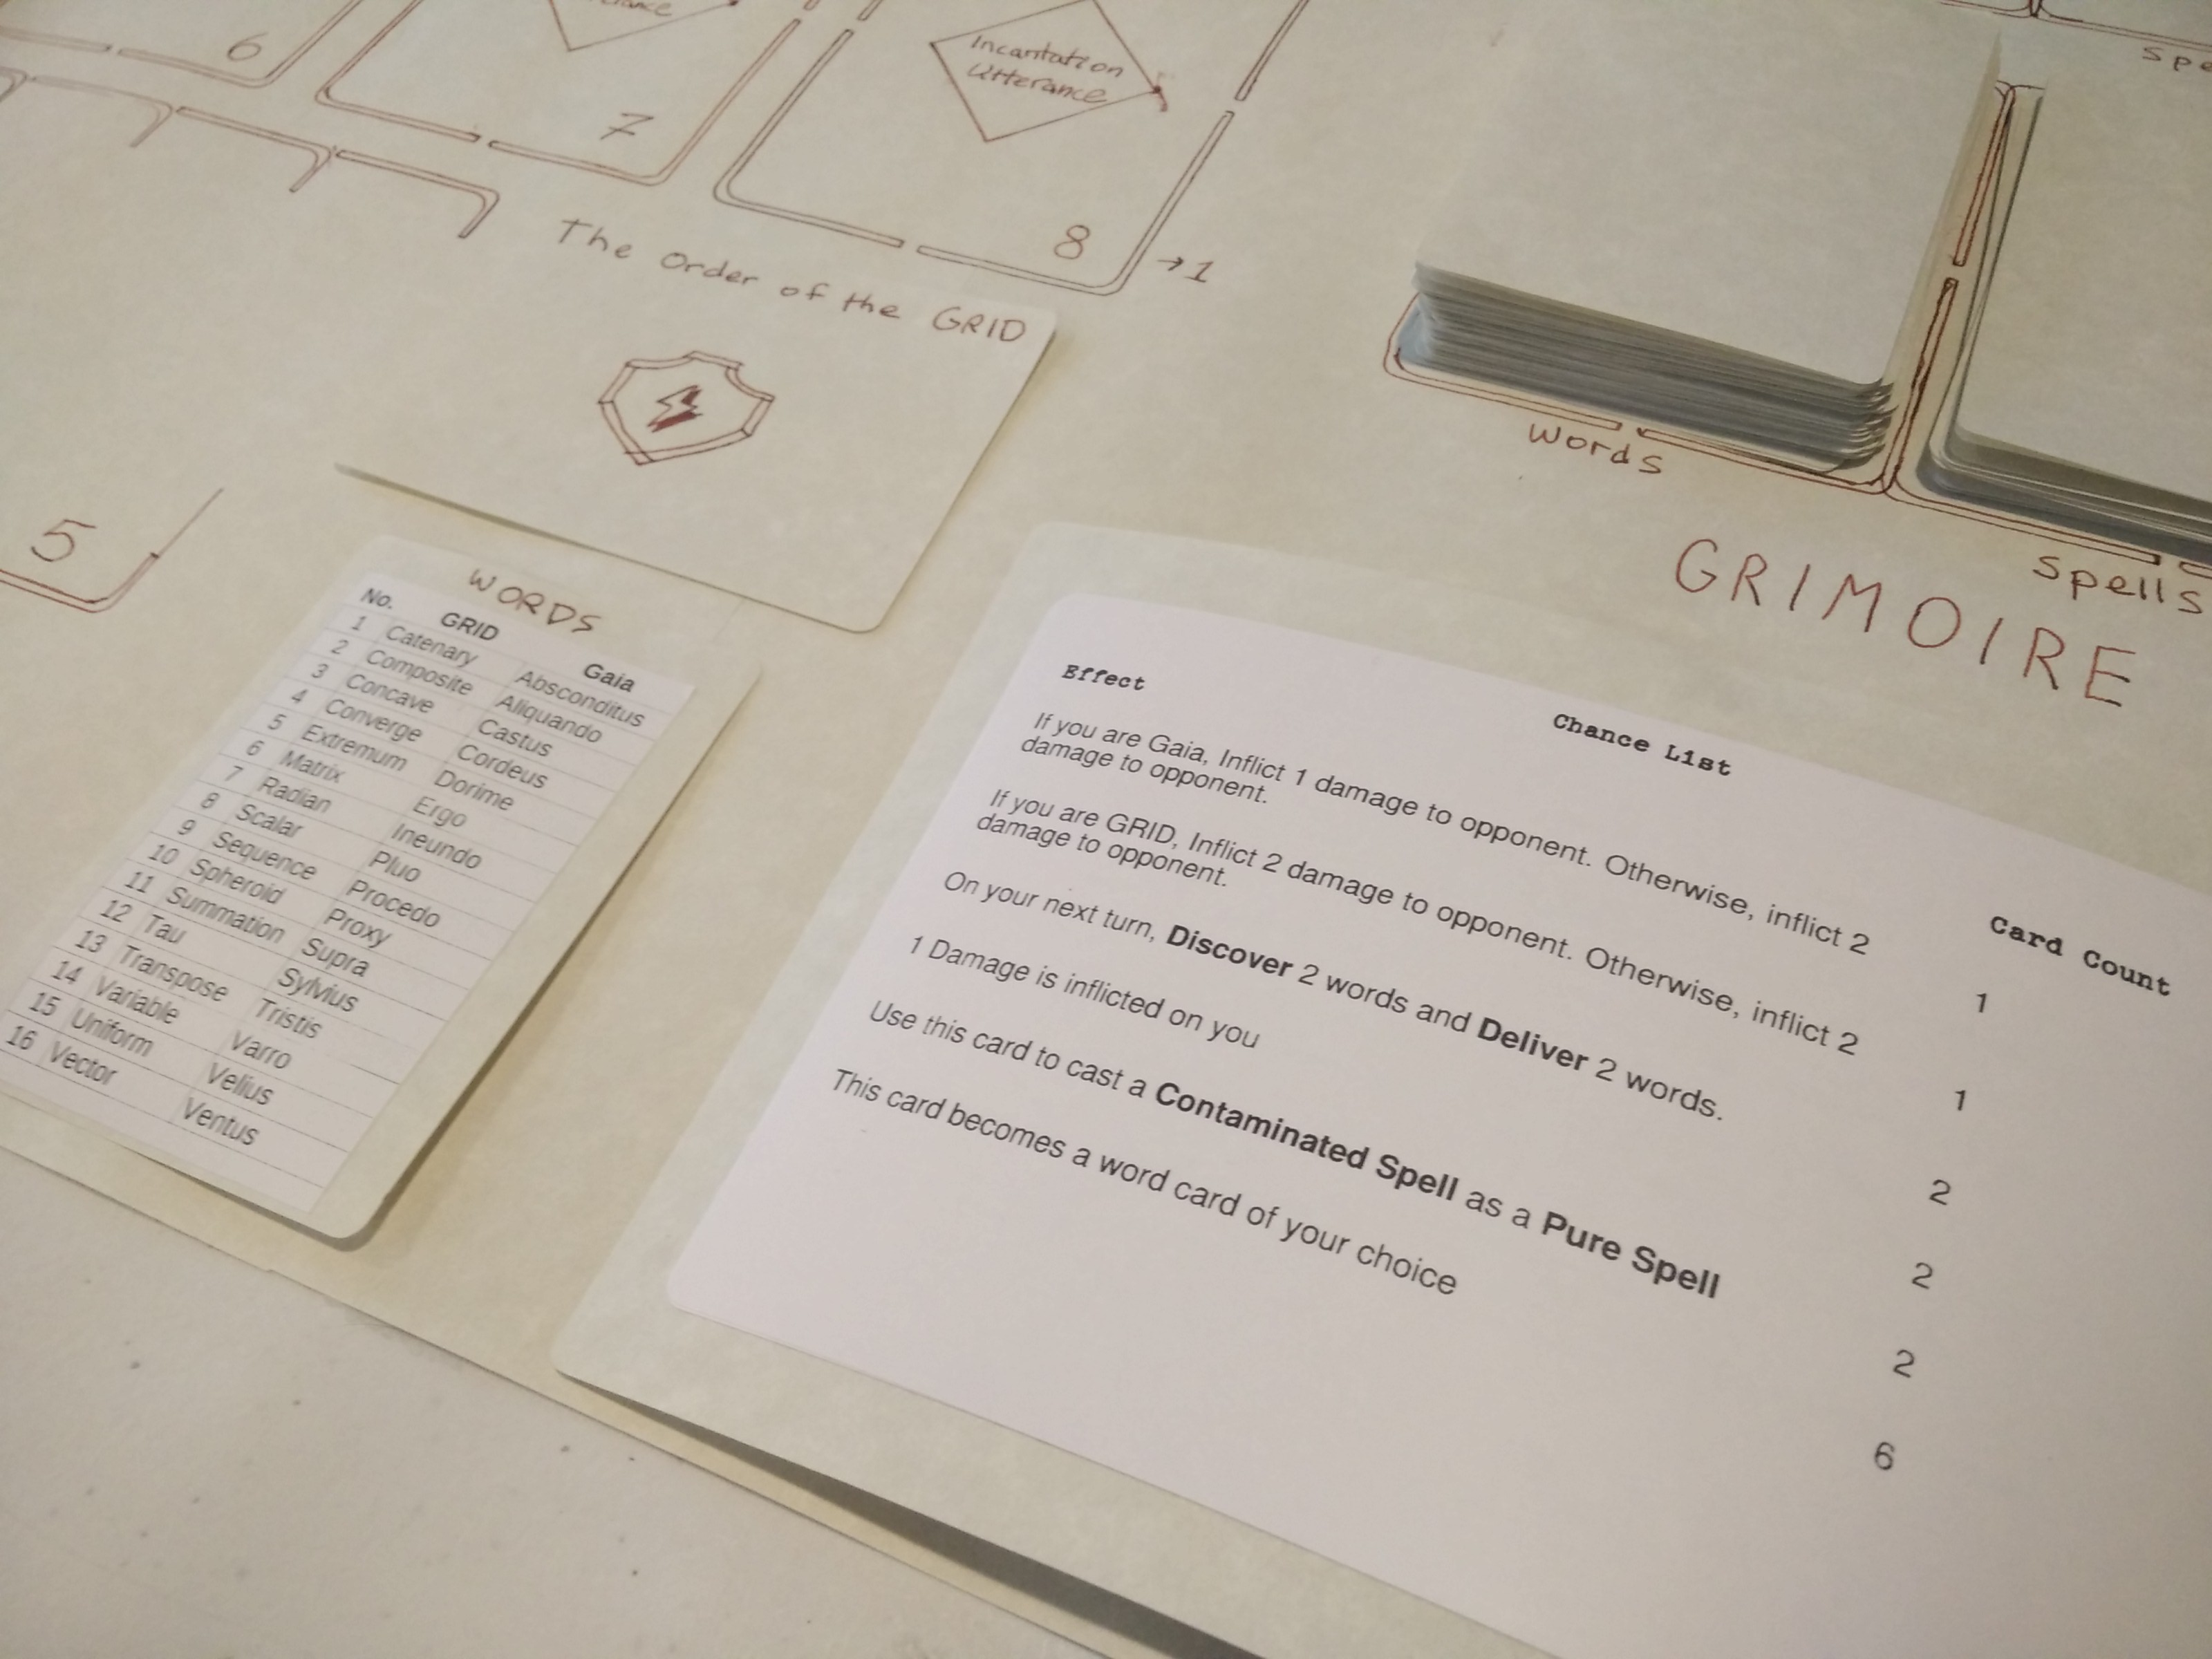 6
7
Incantation
Utterance
8
→1
The Order of the GRID
5
Words
Spells
GRIMOIRE
WORDS
No. GRID Gaia
1 Catenary Absconditus
2 Composite Aliquando
3 Concave Castus
4 Converge Cordeus
5 Extremum Dorime
6 Matrix Ergo
7 Radian Ineundo
8 Scalar Pluo
9 Sequence Procedo
10 Spheroid Proxy
11 Summation Supra
12 Tau Sylvius
13 Transpose Tristis
14 Variable Varro
15 Uniform Velius
16 Vector Ventus
Chance List
Effect Card Count
If you are Gaia, Inflict 1 damage to opponent. Otherwise, inflict 2
damage to opponent. 1
If you are GRID, Inflict 2 damage to opponent. Otherwise, inflict 2
damage to opponent. 1
On your next turn, Discover 2 words and Deliver 2 words. 2
1 Damage is inflicted on you 2
Use this card to cast a Contaminated Spell as a Pure Spell 2
This card becomes a word card of your choice 6